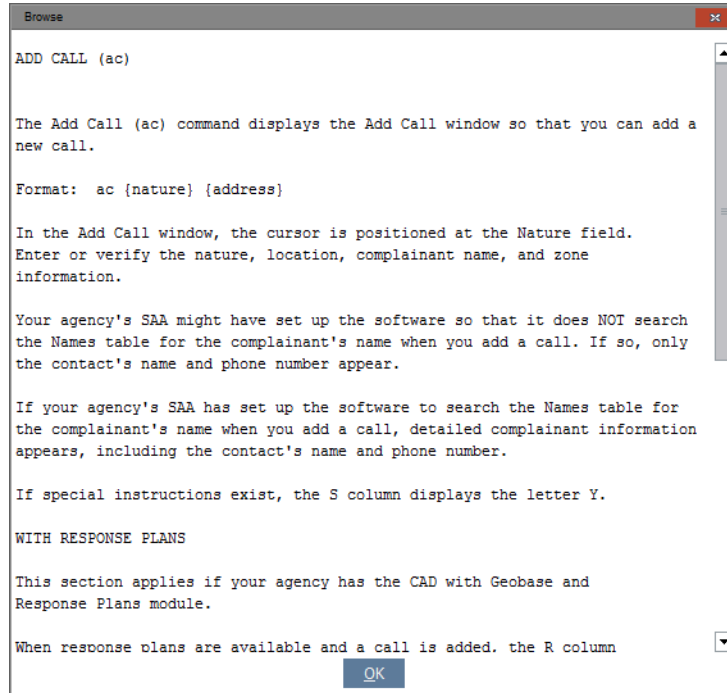 Browse
ADD CALL (ac)
The Add Call (ac) command displays the Add Call window so that you can add a
new call.
Format:  ac {nature} {address}
In the Add Call window, the cursor is positioned at the Nature field.
Enter or verify the nature, location, complainant name, and zone
information.
Your agency's SAA might have set up the software so that it does NOT search
the Names table for the complainant's name when you add a call. If so, only
the contact's name and phone number appear.
If your agency's SAA has set up the software to search the Names table for
the complainant's name when you add a call, detailed complainant information
appears, including the contact's name and phone number.
If special instructions exist, the S column displays the letter Y.
WITH RESPONSE PLANS
This section applies if your agency has the CAD with Geobase and
Response Plans module.
When response plans are available and a call is added, the R column
OK